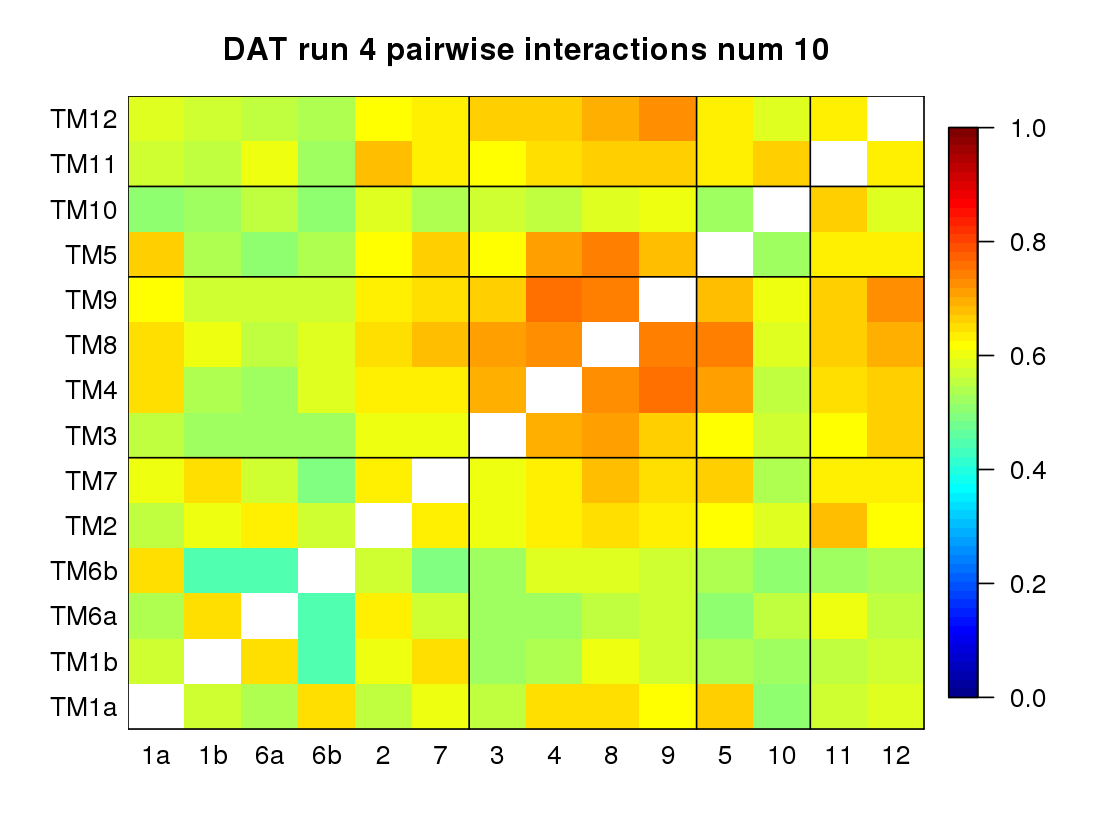 DAT run 4 pairwise interactions num 10
TM12
TM11
TM10
TM5
TM9
TM8
TM4
TM3
TM7
TM2
TM6b
TM6a
TM1b
TM1a
1a 1b 6a 6b 2 7 3 4 8 9 5 10 11 12
1.0
0.8
0.6
0.4
0.2
0.0